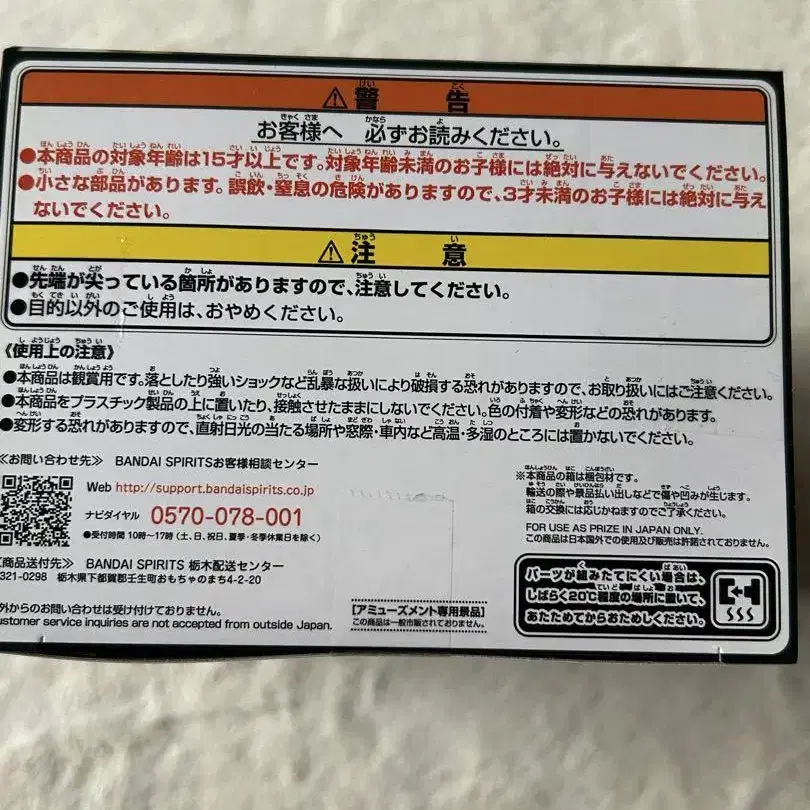 ⚠警告
お客様へ 必ずお読みください。
●本商品の対象年齢は15才以上です。対象年齢未満のお子様には絶対に与えないでください。
●小さな部品があります。誤飲・窒息の危険がありますので、3才未満のお子様には絶対に与え
ないでください。
⚠注意
●先端が尖っている箇所がありますので、注意してください。
●目的以外のご使用は、おやめください。
《使用上の注意》
●本商品は観賞用です。落としたり強いショックなど乱暴な扱いにより破損する恐れがありますので、お取り扱いにはご注意ください。
●本商品をプラスチック製品の上に置いたり、接触させたままにしないでください。色の付着や変形などの恐れがあります。
●変形する恐れがありますので、直射日光の当たる場所や窓際・車内など高温・多湿のところには置かないでください。
≪お問い合わせ先≫ BANDAI SPIRITSお客様相談センター
Web http://support.bandaispirits.co.jp
ナビダイヤル 0570-078-001
●受付時間 10時〜17時(土、日、祝日、夏季・冬季休業日を除く)
商品送付先≫ BANDAI SPIRITS 栃木配送センター
321-0298 栃木県下都賀郡壬生町おもちゃのまち4-2-20
外からのお問い合わせは受け付けておりません。
ustomer service inquiries are not accepted from outside Japan.
※本商品の箱は梱包材です。
輸送の際や景品払い出しなどで傷や凹みが生じます。
箱の交換には応じかねますのでご了承ください。
FOR USE AS PRIZE IN JAPAN ONLY.
この商品は日本国外での使用及び販売は許諾されておりません。
【アミューズメント専用景品】
この商品は一般市販されておりません。
パーツが組みたてにくい場合は、
しばらく20℃程度の場所に置いて、
あたためてからおためしください。